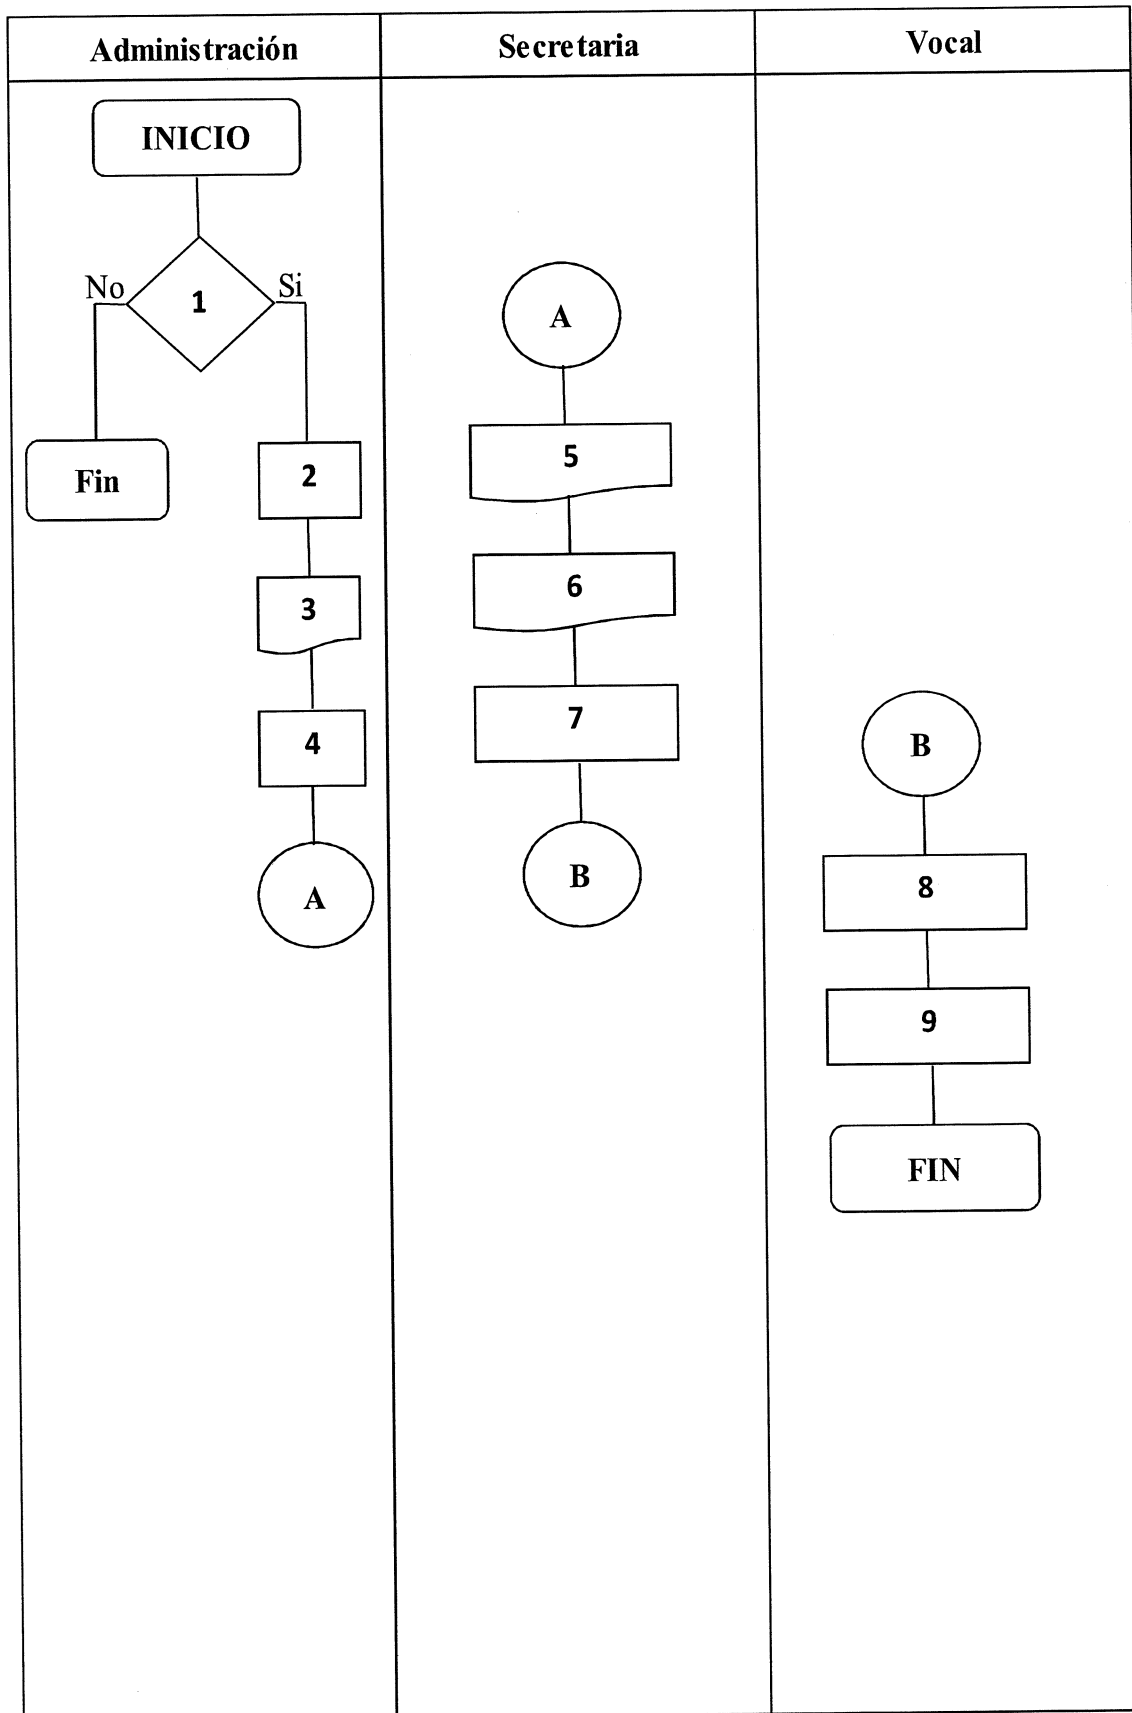 Administración
Secretaria
Vocal
INICIO
No
1
Si
Fin
2
3
4
A
A
5
6
7
B
B
8
9
FIN